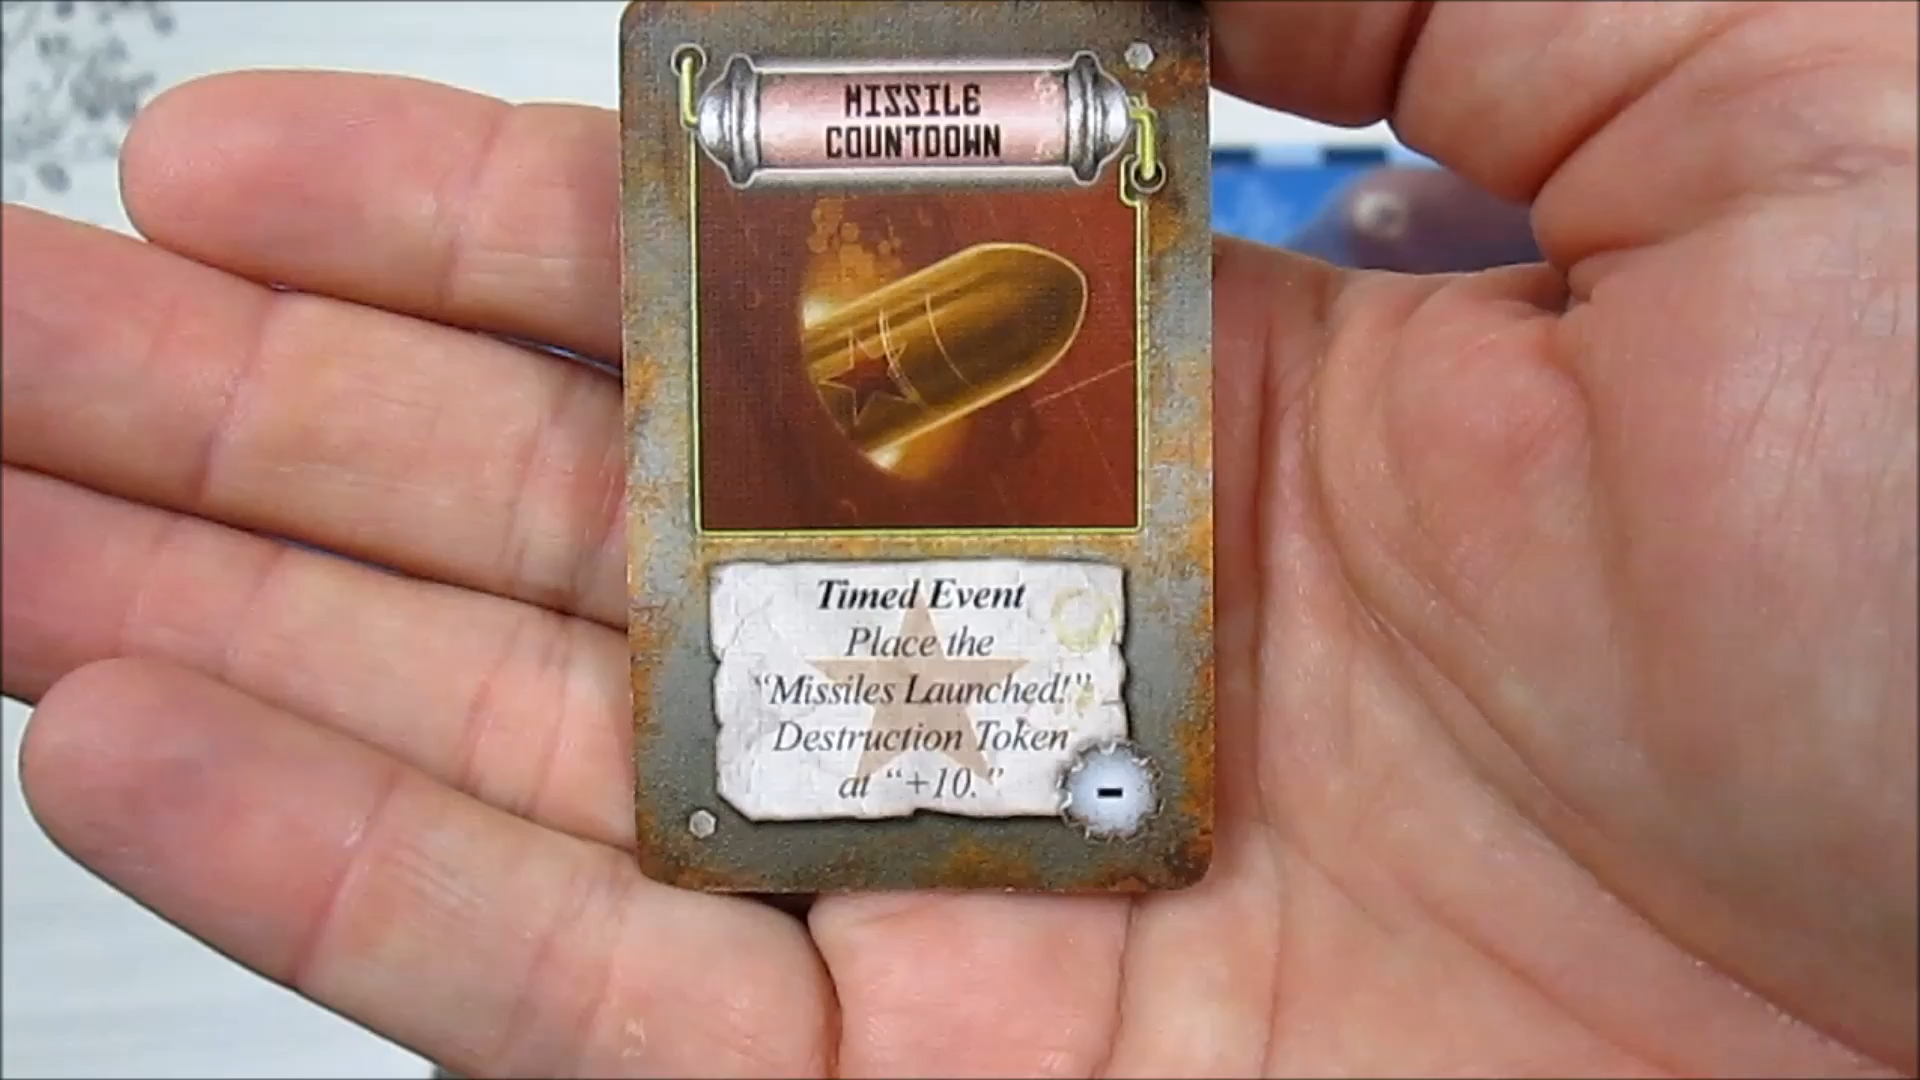 MISSILE
COUNTDOWN
Timed Event
Place the
“Missiles Launched!”
Destruction Token
at “+10.”
-